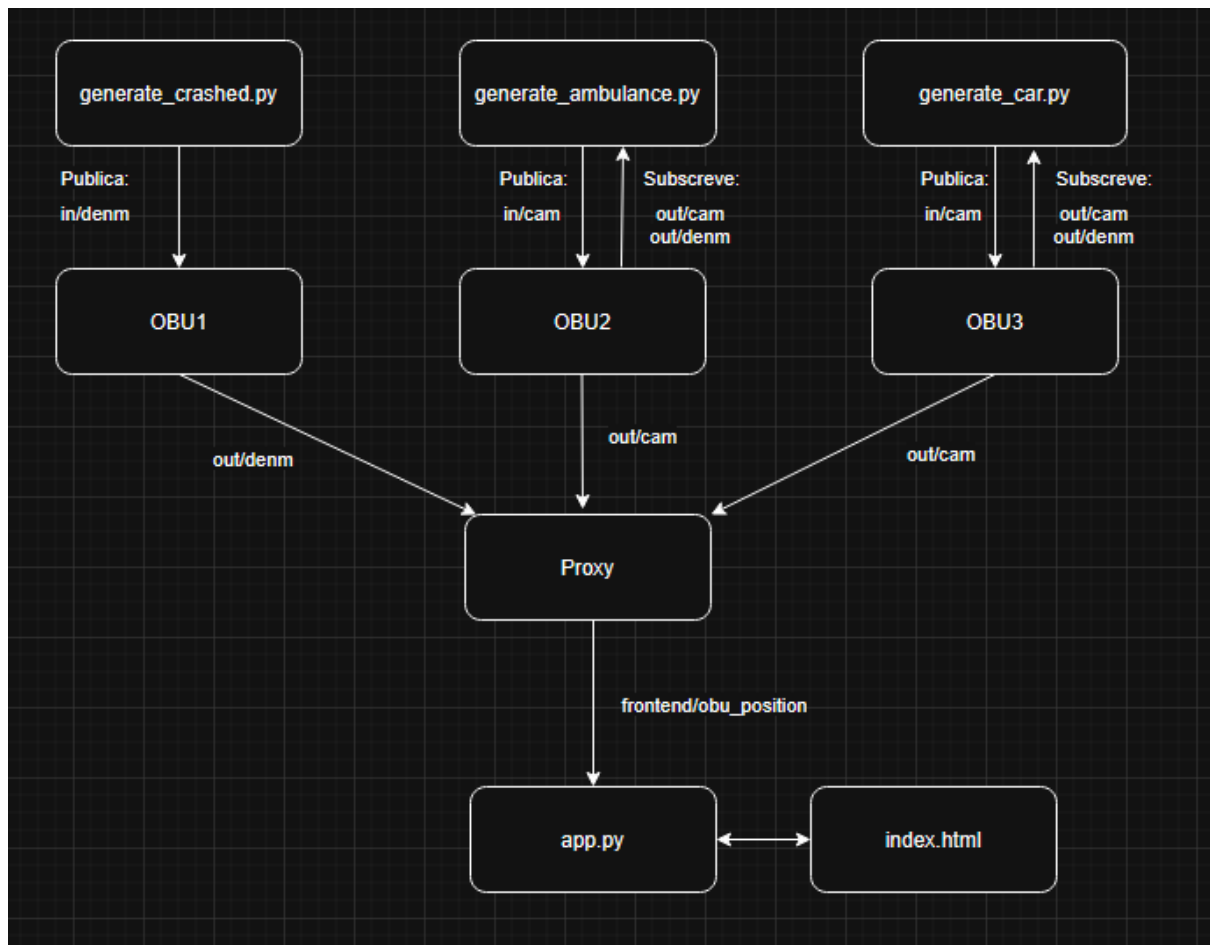 generate_crashed.py
generate_ambulance.py
generate_car.py
Publica:
in/denm
Publica:
in/cam
Subscreve:
out/cam
out/denm
Publica:
in/cam
Subscreve:
out/cam
out/denm
OBU1
OBU2
OBU3
out/denm
out/cam
out/cam
Proxy
frontend/obu_position
app.py
index.html